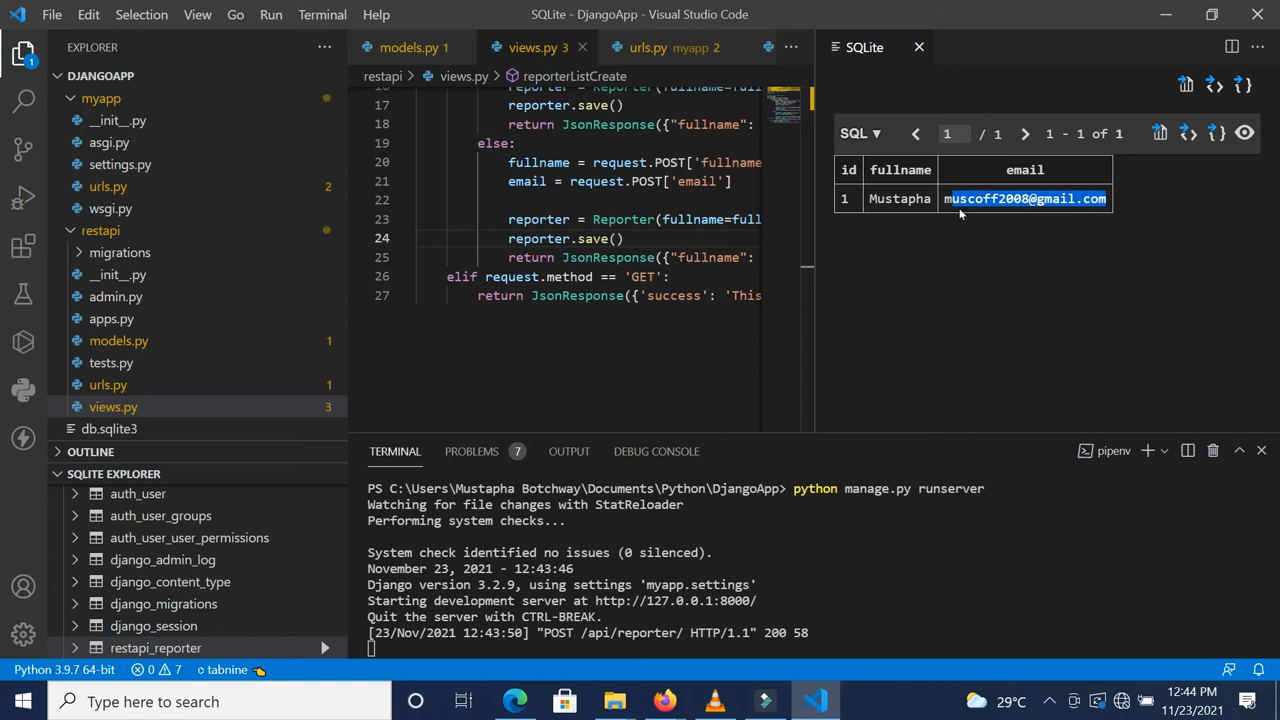 File Edit Selection View Go Run Terminal Help
SQLite - DjangoApp - Visual Studio Code
EXPLORER
1
DJANGOAPP
myapp
__init__.py
asgi.py
settings.py
urls.py 2
wsgi.py
restapi
migrations
__init__.py
admin.py
apps.py
models.py 1
tests.py
urls.py 1
views.py 3
db.sqlite3
OUTLINE
SQLITE EXPLORER
auth_user
auth_user_groups
auth_user_user_permissions
django_admin_log
django_content_type
django_migrations
django_session
restapi_reporter
models.py 1 views.py 3 urls.py myapp 2
restapi > views.py > reporterListCreate
17 reporter.save()
18 return JsonResponse({"fullname":
19 else:
20 fullname = request.POST['fullname
21 email = request.POST['email']
22
23 reporter = Reporter(fullname=full
24 reporter.save()
25 return JsonResponse({"fullname":
26 elif request.method == 'GET':
27 return JsonResponse({'success': 'This
SQLite
SQL ▼ 1 / 1 1 - 1 of 1
id fullname email
1 Mustapha muscoff2008@gmail.com
TERMINAL PROBLEMS 7 OUTPUT DEBUG CONSOLE
pipenv
PS C:\Users\Mustapha Botchway\Documents\Python\DjangoApp> python manage.py runserver
Watching for file changes with StatReloader
Performing system checks...
System check identified no issues (0 silenced).
November 23, 2021 - 12:43:46
Django version 3.2.9, using settings 'myapp.settings'
Starting development server at http://127.0.0.1:8000/
Quit the server with CTRL-BREAK.
[23/Nov/2021 12:43:50] "POST /api/reporter/ HTTP/1.1" 200 58
Python 3.9.7 64-bit 0 7 tabnine
Type here to search
29°C
12:44 PM
11/23/2021